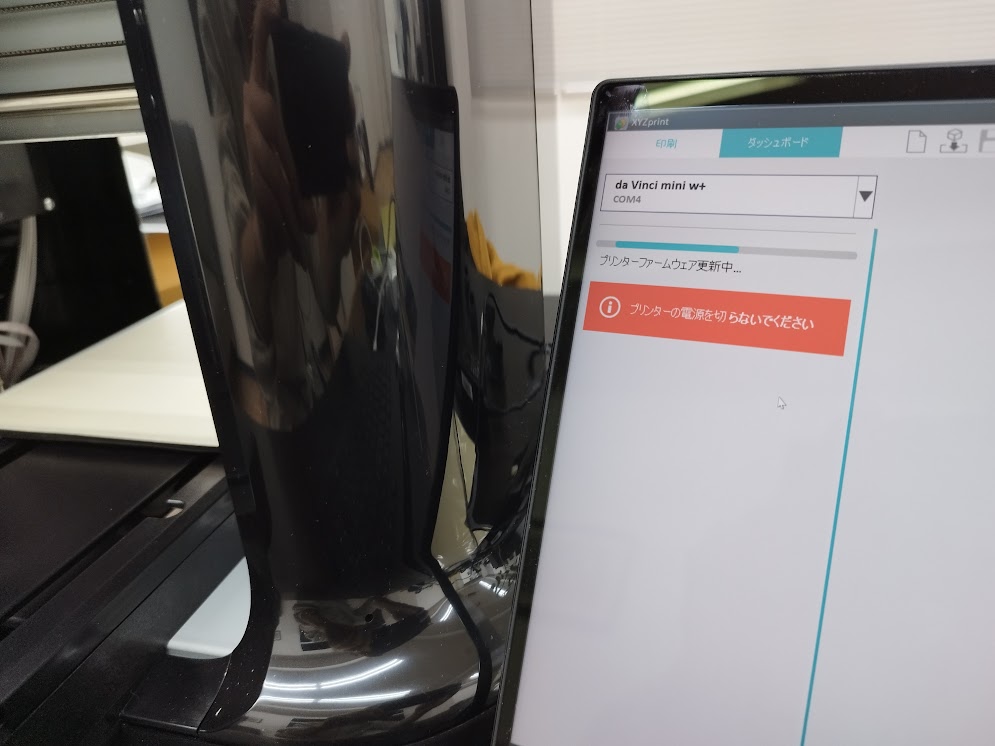 XYZprint
印刷
ダッシュボード
da Vinci mini w+
COM4
プリンターファームウェア更新中...
プリンターの電源を切らないでください